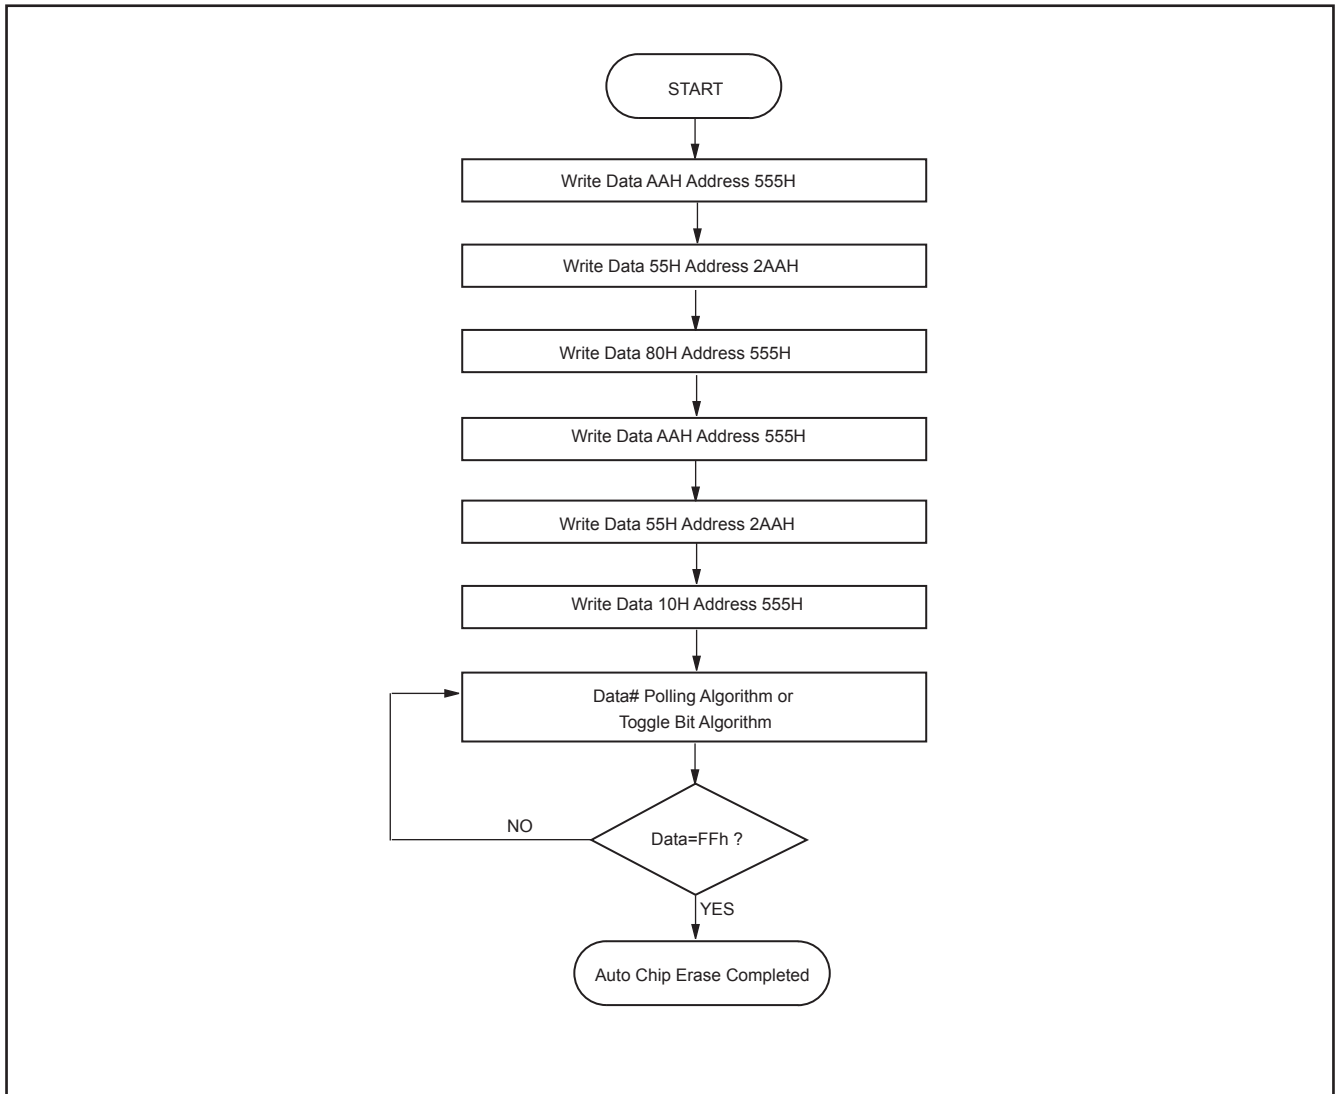 START
Write Data AAH Address 555H
Write Data 55H Address 2AAH
Write Data 80H Address 555H
Write Data AAH Address 555H
Write Data 55H Address 2AAH
Write Data 10H Address 555H
Data# Polling Algorithm or
Toggle Bit Algorithm
NO
Data=FFh ?
YES
Auto Chip Erase Completed